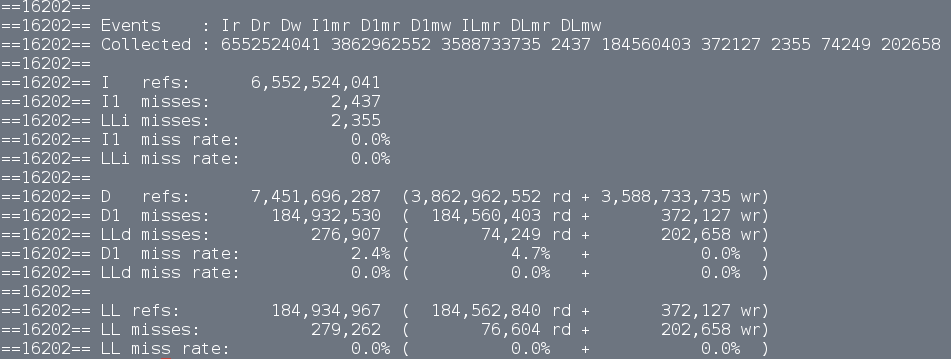 ==16202==
==16202== Events    : Ir Dr Dw I1mr D1mr D1mw ILmr DLmr DLmw
==16202== Collected : 6552524041 3862962552 3588733735 2437 184560403 372127 2355 74249 202658
==16202==
==16202== I   refs:      6,552,524,041
==16202== I1  misses:            2,437
==16202== LLi misses:            2,355
==16202== I1  miss rate:           0.0%
==16202== LLi miss rate:           0.0%
==16202==
==16202== D   refs:      7,451,696,287  (3,862,962,552 rd + 3,588,733,735 wr)
==16202== D1  misses:      184,932,530  (  184,560,403 rd +       372,127 wr)
==16202== LLd misses:          276,907  (       74,249 rd +       202,658 wr)
==16202== D1  miss rate:           2.4% (          4.7%   +           0.0%  )
==16202== LLd miss rate:           0.0% (          0.0%   +           0.0%  )
==16202==
==16202== LL refs:         184,934,967  (  184,562,840 rd +       372,127 wr)
==16202== LL misses:           279,262  (       76,604 rd +       202,658 wr)
==16202== LL miss rate:            0.0% (          0.0%   +           0.0%  )